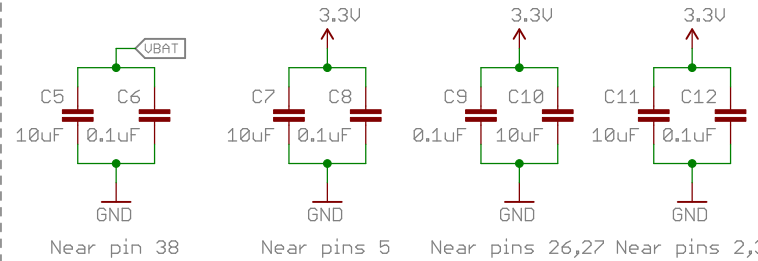 3.3V 3.3V 3.3V
VBAT
C5 C6 C7 C8 C9 C10 C11 C12
10uF 0.1uF 10uF 0.1uF 0.1uF 10uF 10uF 0.1uF
GND GND GND GND
Near pin 38 Near pins 5 Near pins 26,27 Near pins 2,